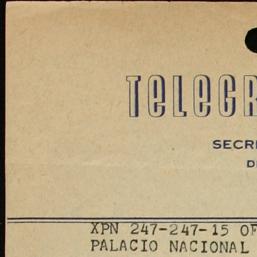 TELEGR
SECR
D
XPN 247-247-15 OF
PALACIO NACIONAL